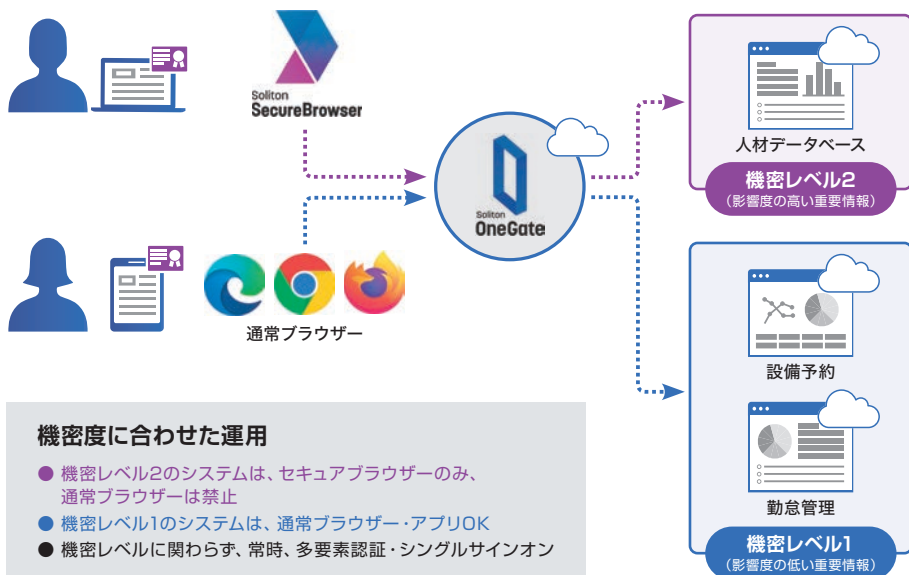 Soliton
SecureBrowser
Soliton
OneGate
通常ブラウザー
人材データベース
機密レベル2
（影響度の高い重要情報）
設備予約
勤怠管理
機密レベル1
（影響度の低い重要情報）
機密度に合わせた運用
● 機密レベル2のシステムは、セキュアブラウザーのみ、
通常ブラウザーは禁止
● 機密レベル1のシステムは、通常ブラウザー・アプリOK
● 機密レベルに関わらず、常時、多要素認証・シングルサインオン